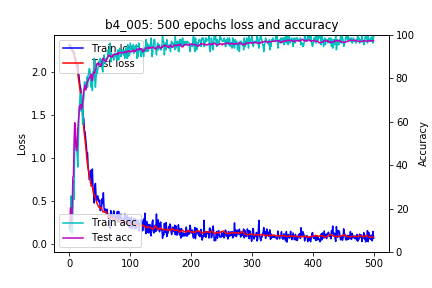 b4_005: 500 epochs loss and accuracy
Train loss
Test loss
Train acc
Test acc
Loss
Accuracy
2.0
1.5
1.0
0.5
0.0
100
80
60
40
20
0
0 100 200 300 400 500